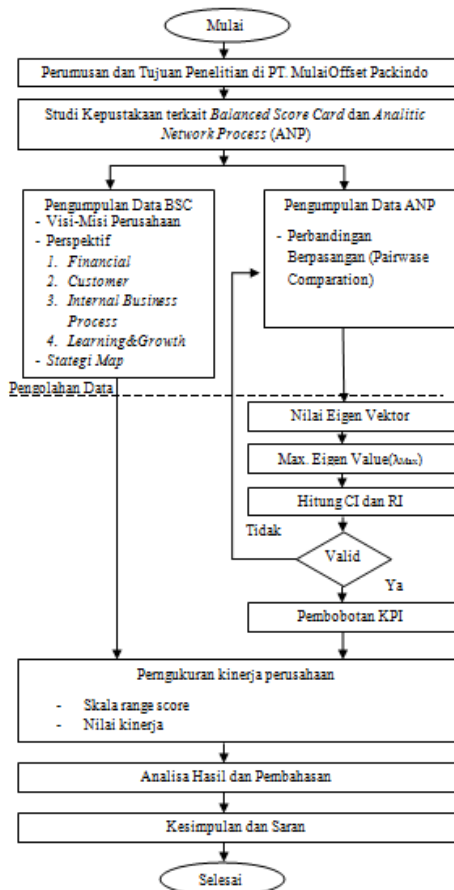 Mulai
Perumusan dan Tujuan Penelitian di PT. MulaiOffset Packindo
Studi Kepustakaan terkait Balanced Score Card dan Analitic
Network Process (ANP)
Pengumpulan Data BSC
- Visi-Misi Perusahaan
- Perspektif
1. Financial
2. Customer
3. Internal Business
Process
4. Learning&Growth
- Stategi Map
Pengumpulan Data ANP
- Perbandingan
Berpasangan (Pairwase
Comparation)
Pengolahan Data
Nilai Eigen Vektor
Max. Eigen Value(λMax)
Hitung CI dan RI
Tidak
Valid
Ya
Pembobotan KPI
Perngukuran kinerja perusahaan
- Skala range score
- Nilai kinerja
Analisa Hasil dan Pembahasan
Kesimpulan dan Saran
Selesai